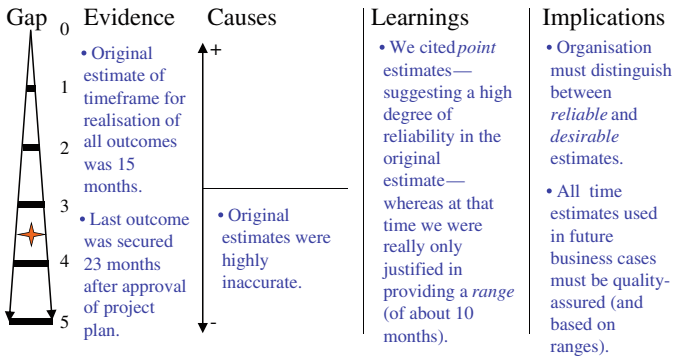 Gap
0
1
2
3
4
5
Evidence
• Original
estimate of
timeframe for
realisation of
all outcomes
was 15
months.
• Last outcome
was secured
23 months
after approval
of project
plan.
Causes
+
• Original
estimates were
highly
inaccurate.
-
Learnings
• We cited point
estimates—
suggesting a high
degree of
reliability in the
original
estimate—
whereas at that
time we were
really only
justified in
providing a range
(of about 10
months).
Implications
• Organisation
must distinguish
between
reliable and
desirable
estimates.
• All time
estimates used
in future
business cases
must be quality-
assured (and
based on
ranges).